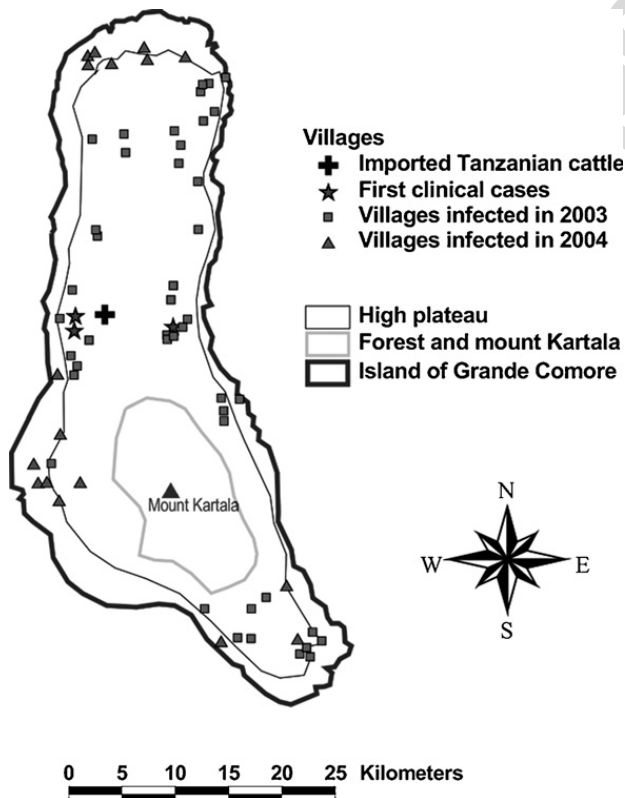 Villages
Imported Tanzanian cattle
First clinical cases
Villages infected in 2003
Villages infected in 2004
High plateau
Forest and mount Kartala
Island of Grande Comore
Mount Kartala
N
W E
S
0 5 10 15 20 25 Kilometers